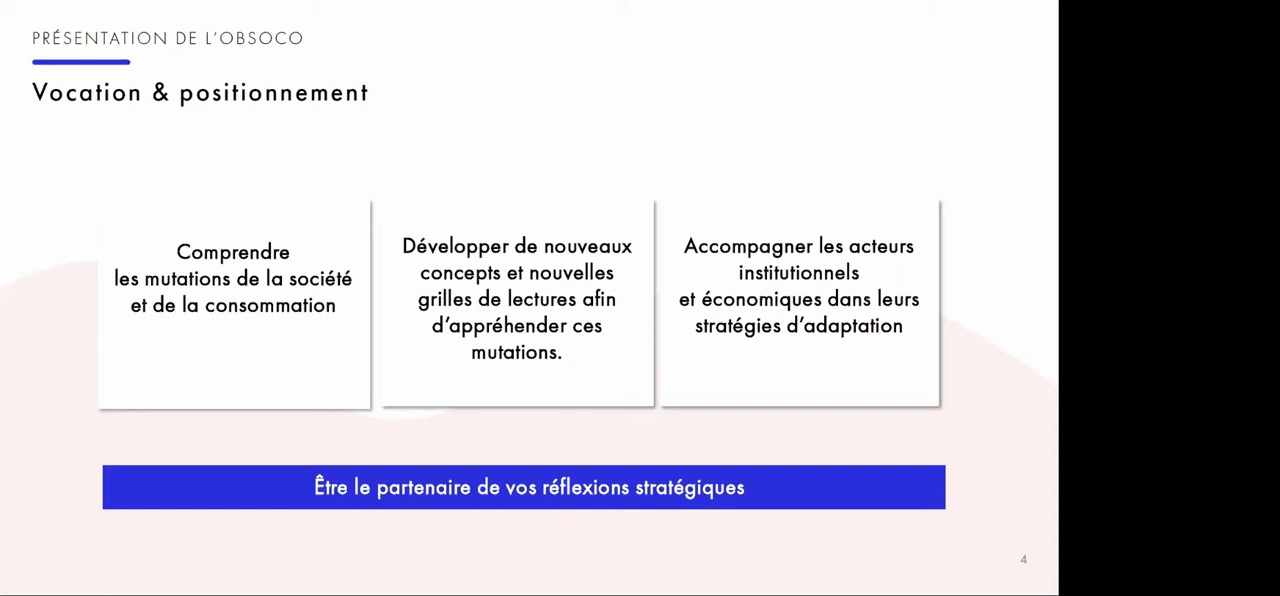 PRÉSENTATION DE L'OBSOCO
Vocation & positionnement
Comprendre
les mutations de la société
et de la consommation
Développer de nouveaux
concepts et nouvelles
grilles de lectures afin
d'appréhender ces
mutations.
Accompagner les acteurs
institutionnels
et économiques dans leurs
stratégies d'adaptation
Être le partenaire de vos réflexions stratégiques
4